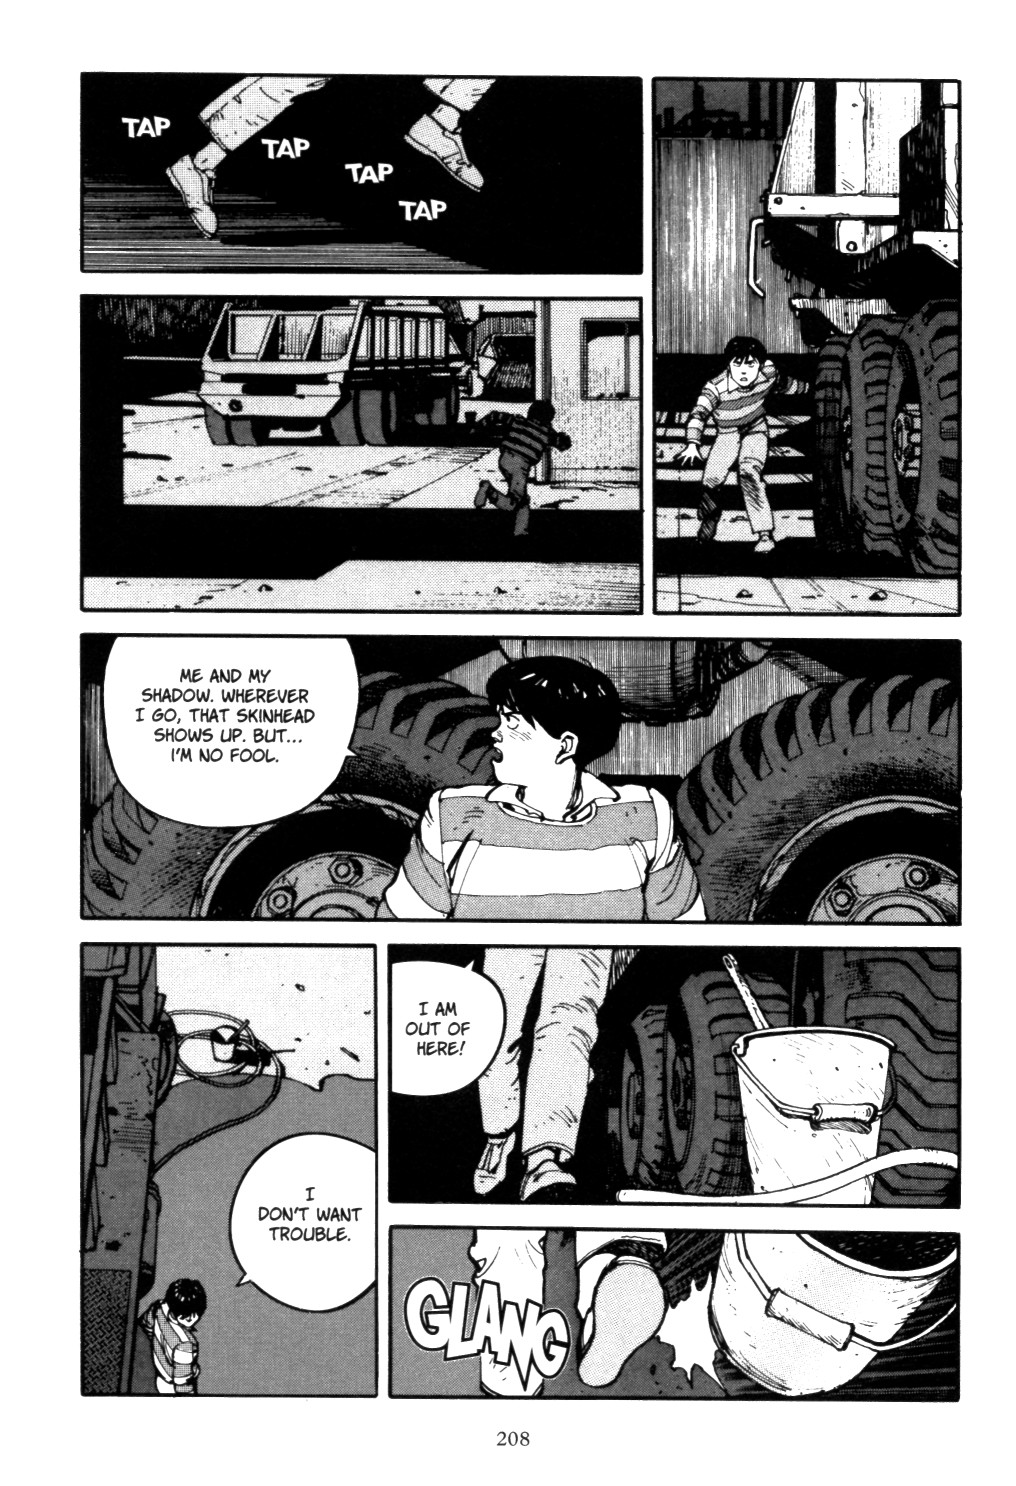 TAP
TAP
TAP
TAP
ME AND MY
SHADOW. WHEREVER
I GO, THAT SKINHEAD
SHOWS UP. BUT...
I'M NO FOOL.
I
DON'T WANT
TROUBLE.
I AM
OUT OF
HERE!
GLANG
208